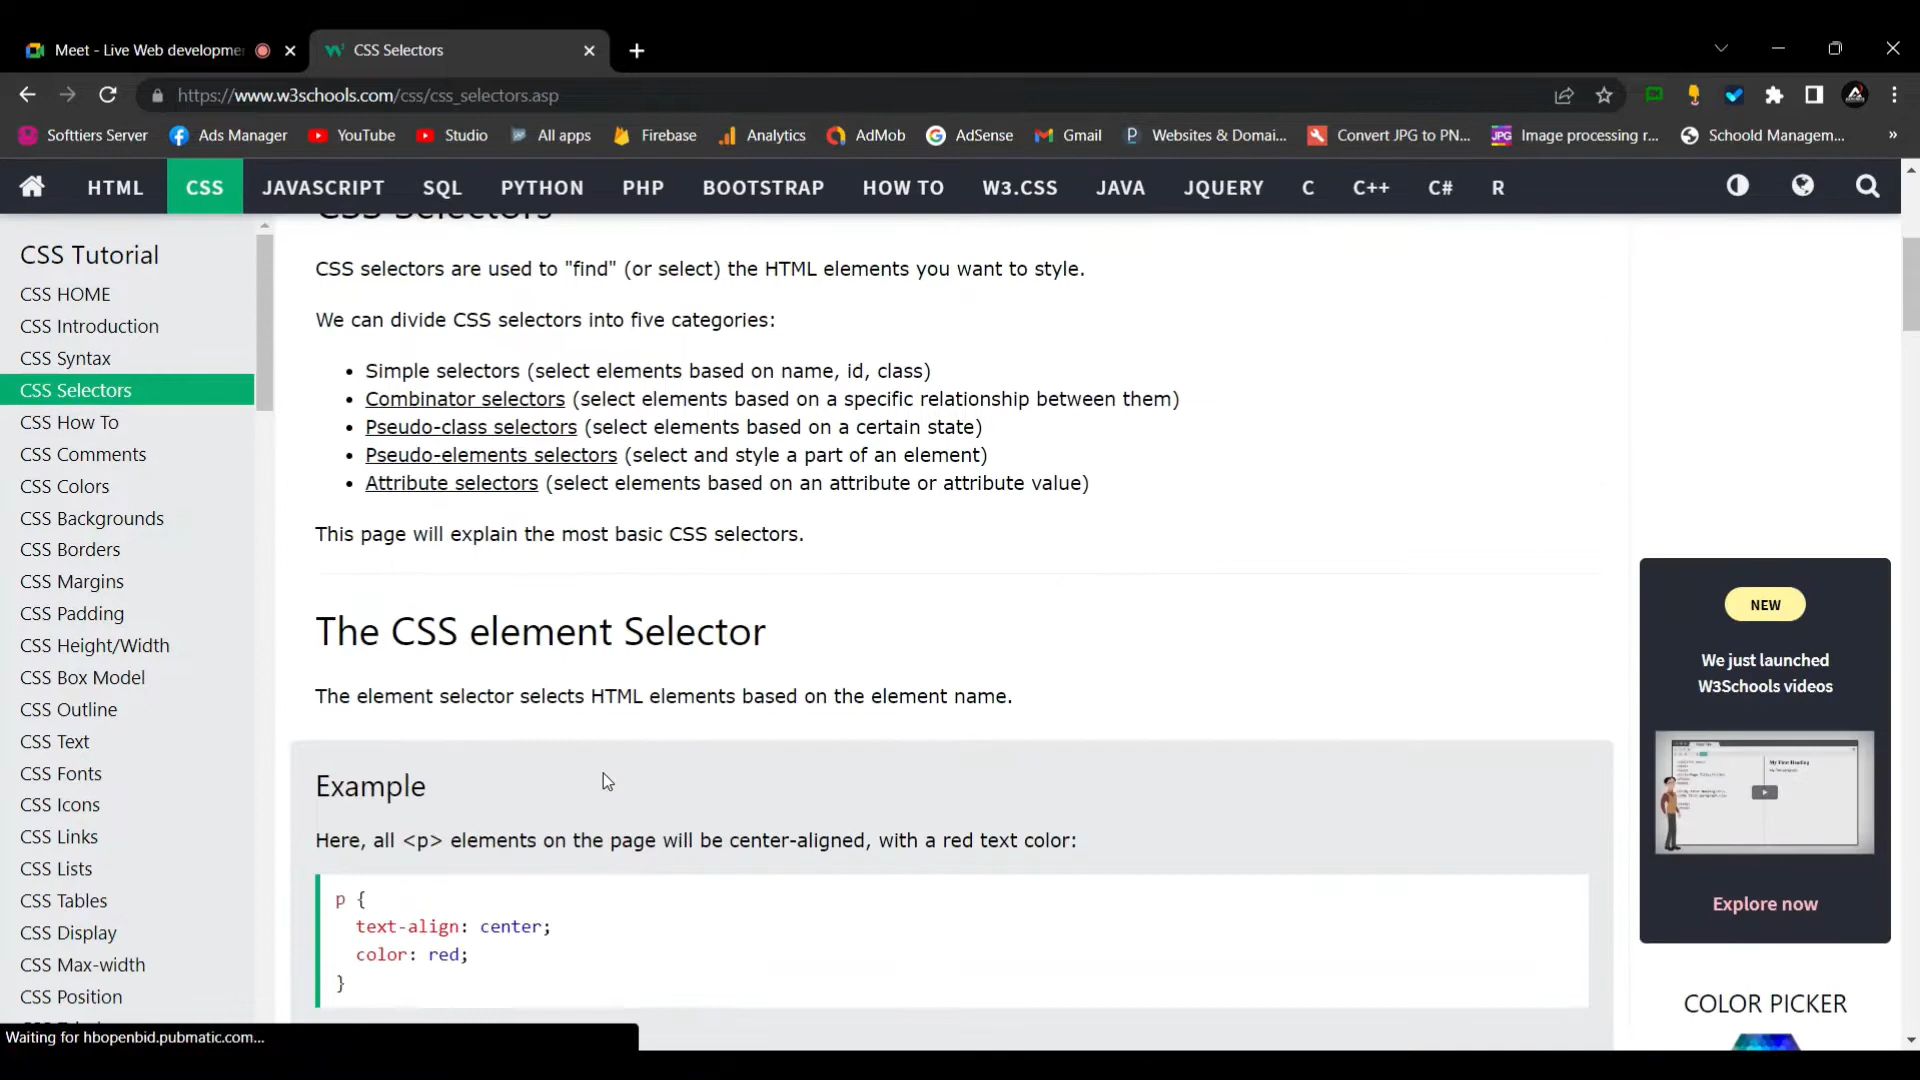 Meet - Live Web developme
CSS Selectors
https://www.w3schools.com/css/css_selectors.asp
Softtiers Server
Ads Manager
YouTube
Studio
All apps
Firebase
Analytics
AdMob
AdSense
Gmail
Websites & Domai...
Convert JPG to PN...
Image processing r...
Schoold Managem...
»
HTML
CSS
JAVASCRIPT
SQL
PYTHON
PHP
BOOTSTRAP
HOW TO
W3.CSS
JAVA
JQUERY
C
C++
C#
R
CSS Tutorial
CSS HOME
CSS Introduction
CSS Syntax
CSS Selectors
CSS How To
CSS Comments
CSS Colors
CSS Backgrounds
CSS Borders
CSS Margins
CSS Padding
CSS Height/Width
CSS Box Model
CSS Outline
CSS Text
CSS Fonts
CSS Icons
CSS Links
CSS Lists
CSS Tables
CSS Display
CSS Max-width
CSS Position
CSS Selectors
CSS selectors are used to "find" (or select) the HTML elements you want to style.
We can divide CSS selectors into five categories:
• Simple selectors (select elements based on name, id, class)
• Combinator selectors (select elements based on a specific relationship between them)
• Pseudo-class selectors (select elements based on a certain state)
• Pseudo-elements selectors (select and style a part of an element)
• Attribute selectors (select elements based on an attribute or attribute value)
This page will explain the most basic CSS selectors.
The CSS element Selector
The element selector selects HTML elements based on the element name.
Example
Here, all <p> elements on the page will be center-aligned, with a red text color:
p {
text-align: center;
color: red;
}
NEW
We just launched
W3Schools videos
Explore now
COLOR PICKER
Waiting for hbopenbid.pubmatic.com...